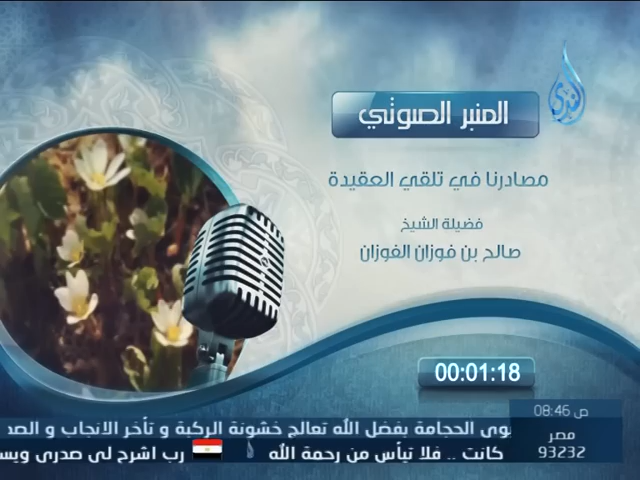 المنبر الصوتي
الندى
مصادرنا في تلقي العقيدة
فضيلة الشيخ
صالح بن فوزان الفوزان
00:01:18
08:46 ص
مصر
93232
الحجامة بفضل الله تعالج خشونة الركبة و تأخر الانجاب و الصد
كانت .. فلا تيأس من رحمة الله رب اشرح لى صدرى ويس